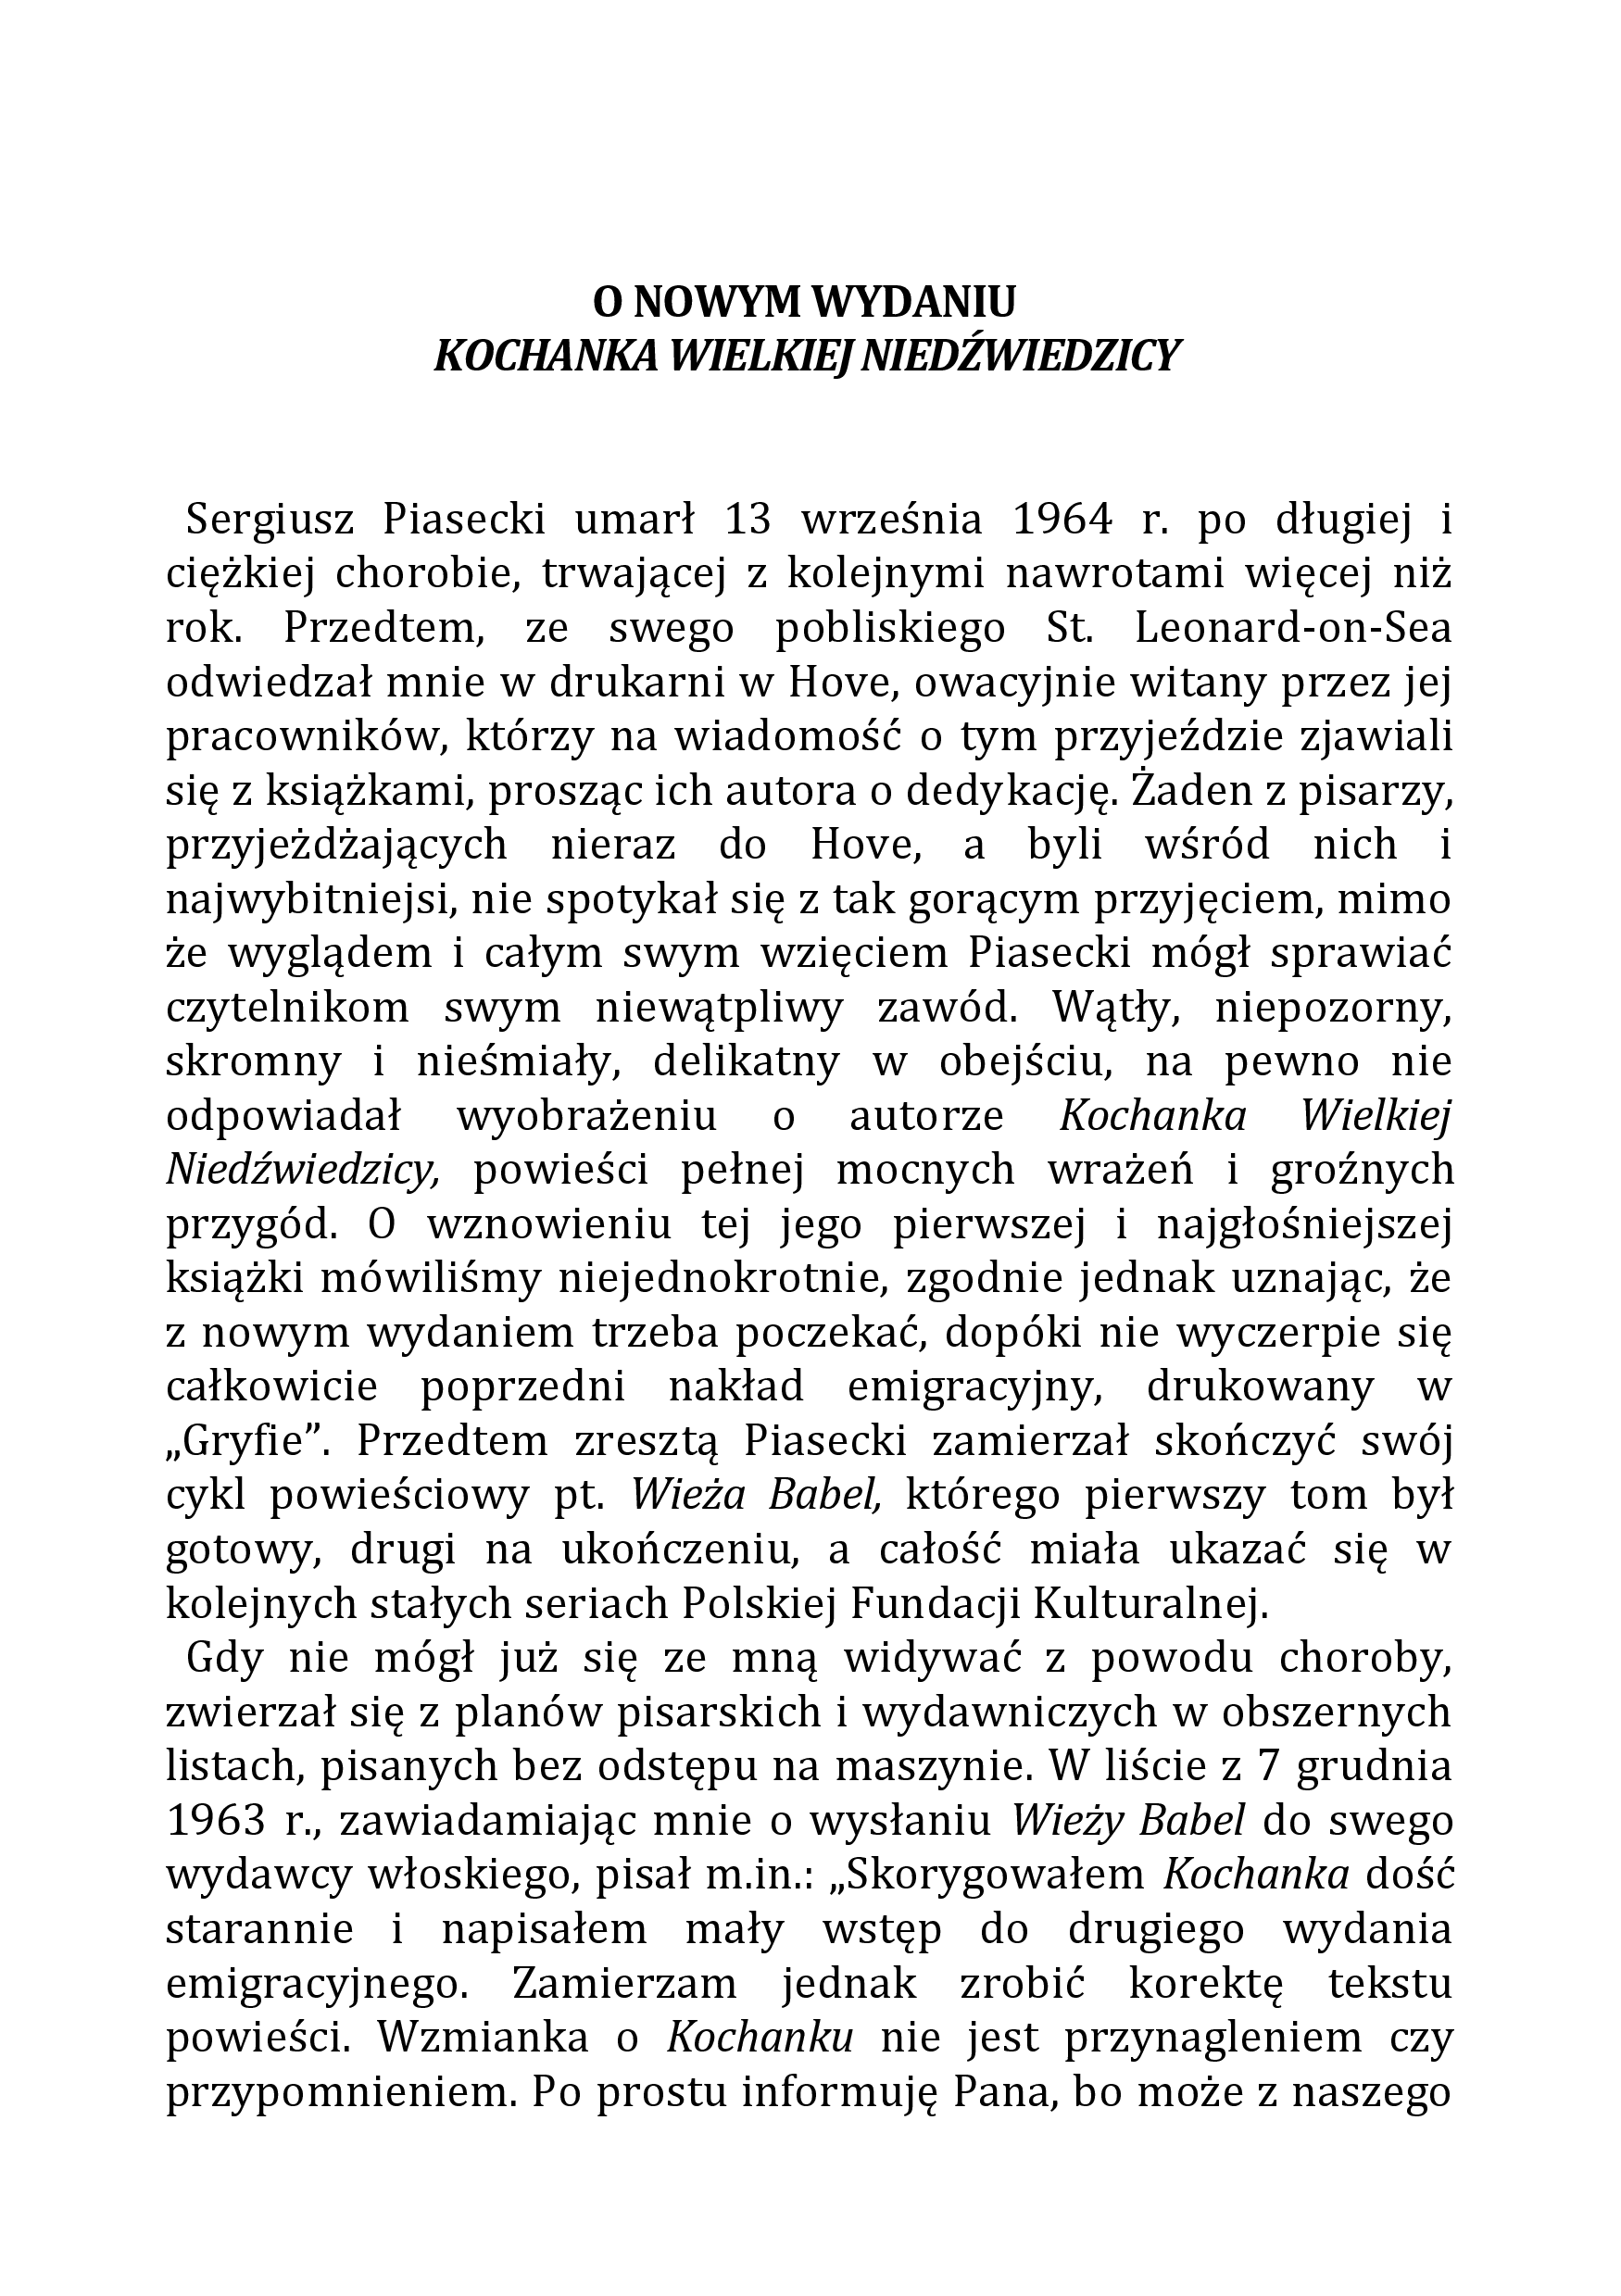 O NOWYM WYDANIU
KOCHANKA WIELKIEJ NIEDŹWIEDZICY
Sergiusz Piasecki umarł 13 września 1964 r. po długiej i
ciężkiej chorobie, trwającej z kolejnymi nawrotami więcej niż
rok. Przedtem, ze swego pobliskiego St. Leonard-on-Sea
odwiedzał mnie w drukarni w Hove, owacyjnie witany przez jej
pracowników, którzy na wiadomość o tym przyjeździe zjawiali
się z książkami, prosząc ich autora o dedykację. Żaden z pisarzy,
przyjeżdżających nieraz do Hove, a byli wśród nich i
najwybitniejsi, nie spotykał się z tak gorącym przyjęciem, mimo
że wyglądem i całym swym wzięciem Piasecki mógł sprawiać
czytelnikom swym niewątpliwy zawód. Wątły, niepozorny,
skromny i nieśmiały, delikatny w obejściu, na pewno nie
odpowiadał wyobrażeniu o autorze Kochanka Wielkiej
Niedźwiedzicy, powieści pełnej mocnych wrażeń i groźnych
przygód. O wznowieniu tej jego pierwszej i najgłośniejszej
książki mówiliśmy niejednokrotnie, zgodnie jednak uznając, że
z nowym wydaniem trzeba poczekać, dopóki nie wyczerpie się
całkowicie poprzedni nakład emigracyjny, drukowany w
„Gryfie”. Przedtem zresztą Piasecki zamierzał skończyć swój
cykl powieściowy pt. Wieża Babel, którego pierwszy tom był
gotowy, drugi na ukończeniu, a całość miała ukazać się w
kolejnych stałych seriach Polskiej Fundacji Kulturalnej.
Gdy nie mógł już się ze mną widywać z powodu choroby,
zwierzał się z planów pisarskich i wydawniczych w obszernych
listach, pisanych bez odstępu na maszynie. W liście z 7 grudnia
1963 r., zawiadamiając mnie o wysłaniu Wieży Babel do swego
wydawcy włoskiego, pisał m.in.: „Skorygowałem Kochanka dość
starannie i napisałem mały wstęp do drugiego wydania
emigracyjnego. Zamierzam jednak zrobić korektę tekstu
powieści. Wzmianka o Kochanku nie jest przynagleniem czy
przypomnieniem. Po prostu informuję Pana, bo może z naszego